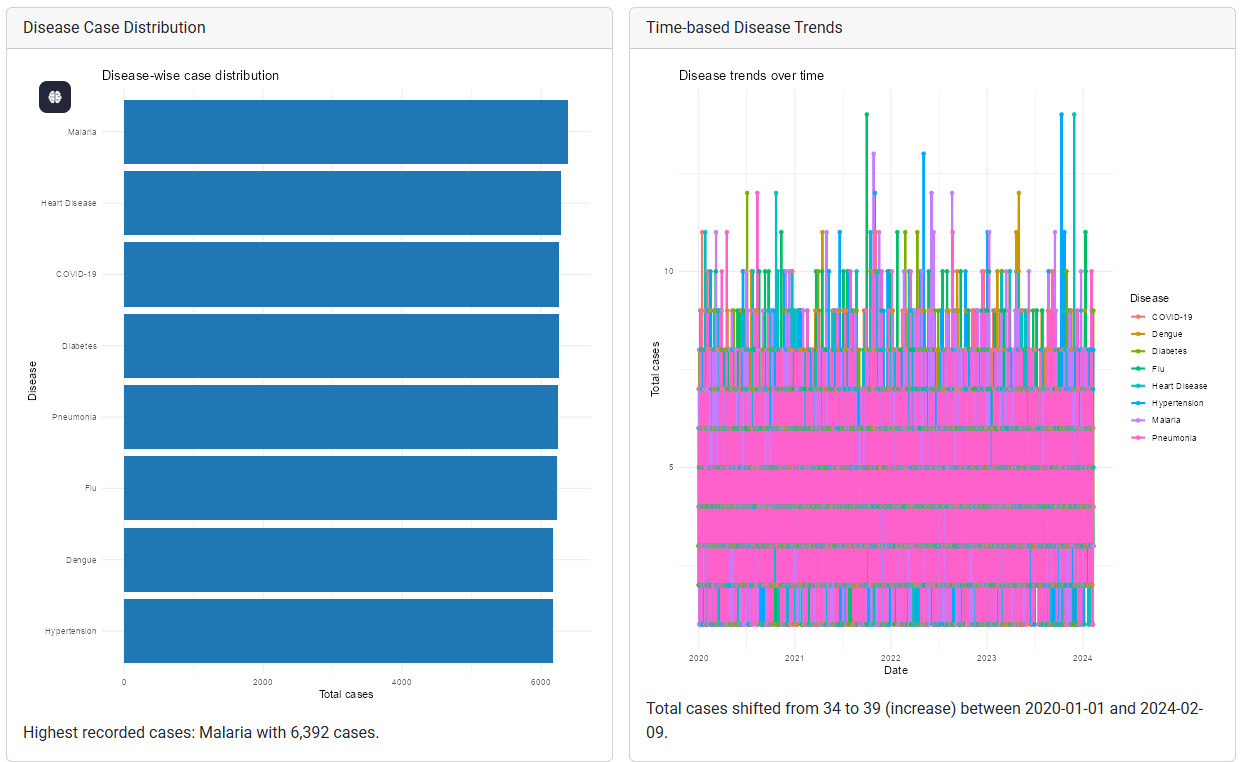 Disease Case Distribution
Disease-wise case distribution
Malaria
Heart Disease
COVID-19
Diabetes
Pneumonia
Flu
Dengue
Hypertension
Disease
0 2000 4000 6000
Total cases
Highest recorded cases: Malaria with 6,392 cases.
Time-based Disease Trends
Disease trends over time
10
5
Total cases
2020 2021 2022 2023 2024
Date
Disease
COVID-19
Dengue
Diabetes
Flu
Heart Disease
Hypertension
Malaria
Pneumonia
Total cases shifted from 34 to 39 (increase) between 2020-01-01 and 2024-02-
09.